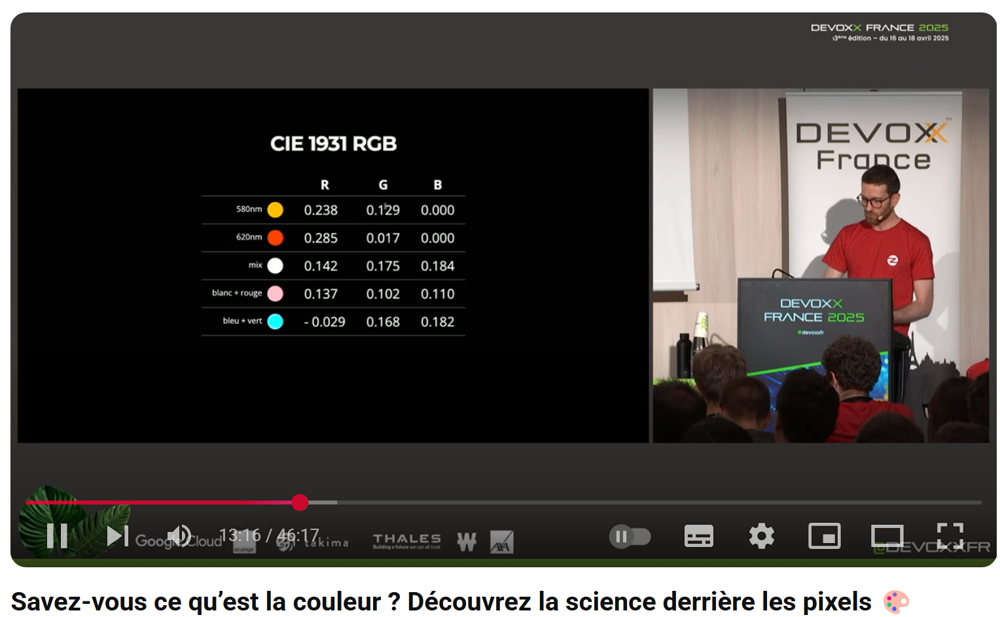 DEVOXX FRANCE 2025
13ème édition – du 16 au 18 avril 2025
CIE 1931 RGB
R G B
580nm 0.238 0.129 0.000
620nm 0.285 0.017 0.000
mix 0.142 0.175 0.184
blanc + rouge 0.137 0.102 0.110
bleu + vert - 0.029 0.168 0.182
DEVOXX™
France
DEVOXX
FRANCE 2025
#devoxxfr
13:16 / 46:17
Google Cloud
orange
takima
THALES
Building a future we can all trust
W
AXA
@DEVOXXFR
Savez-vous ce qu’est la couleur ? Découvrez la science derrière les pixels 🎨